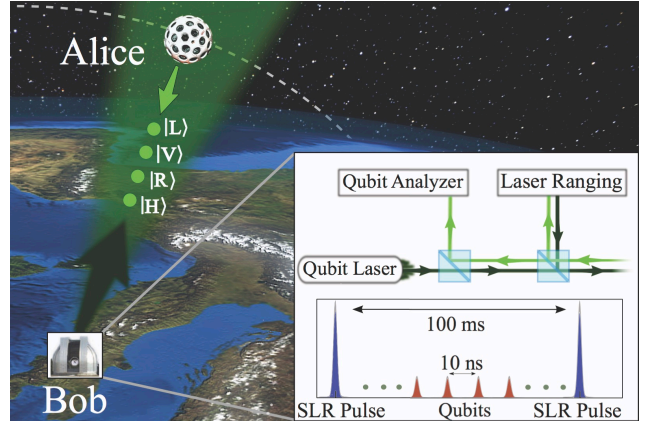 Alice
|L⟩
|V⟩
|R⟩
|H⟩
Bob
Qubit Analyzer
Laser Ranging
Qubit Laser
100 ms
10 ns
SLR Pulse
Qubits
SLR Pulse